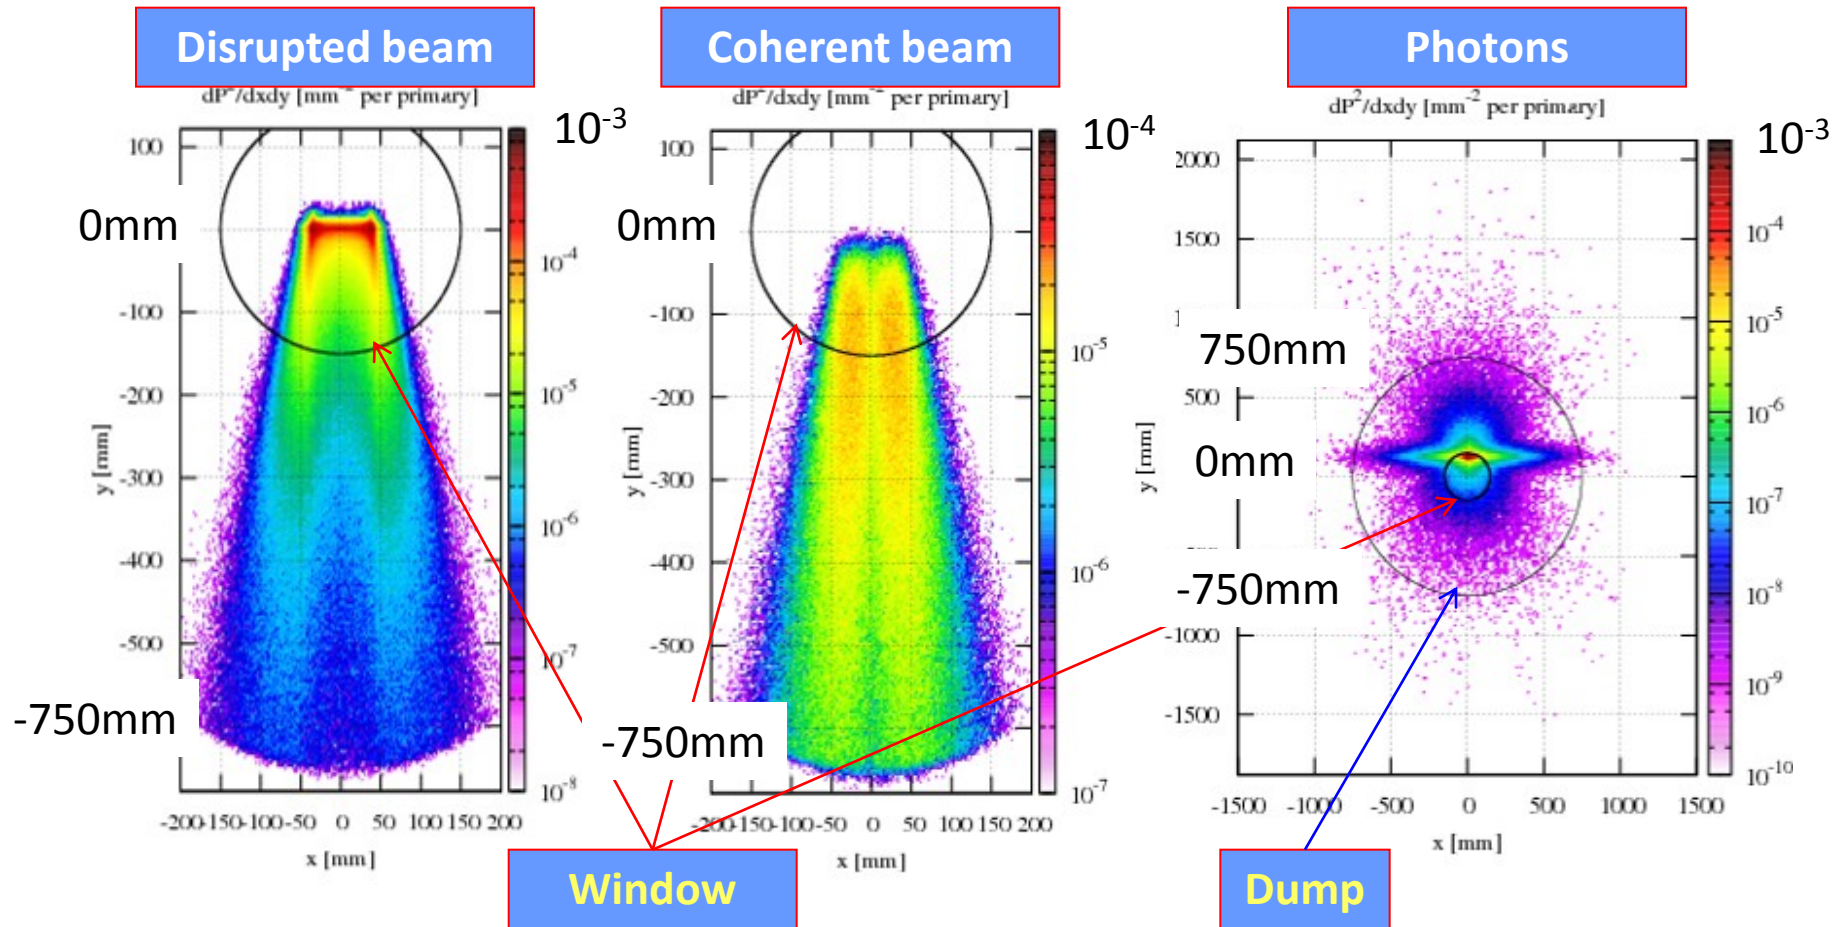 Disrupted beam
Coherent beam
Photons
dP²/dxdy [mm⁻² per primary]
dP²/dxdy [mm⁻² per primary]
dP²/dxdy [mm⁻² per primary]
10⁻³
10⁻⁴
10⁻³
100
0mm
-100
-200
-300
-400
-500
-750mm
y [mm]
10⁻⁴
10⁻⁵
10⁻⁶
10⁻⁷
10⁻⁸
-200 -150 -100 -50 0 50 100 150 200
x [mm]
100
0mm
-100
-200
-300
-400
-500
-750mm
y [mm]
10⁻⁵
10⁻⁶
10⁻⁷
-200 -150 -100 -50 0 50 100 150 200
x [mm]
2000
1500
750mm
500
0mm
-750mm
-1000
-1500
y [mm]
10⁻⁴
10⁻⁵
10⁻⁶
10⁻⁷
10⁻⁸
10⁻⁹
10⁻¹⁰
-1500 -1000 -500 0 500 1000 1500
x [mm]
Window
Dump